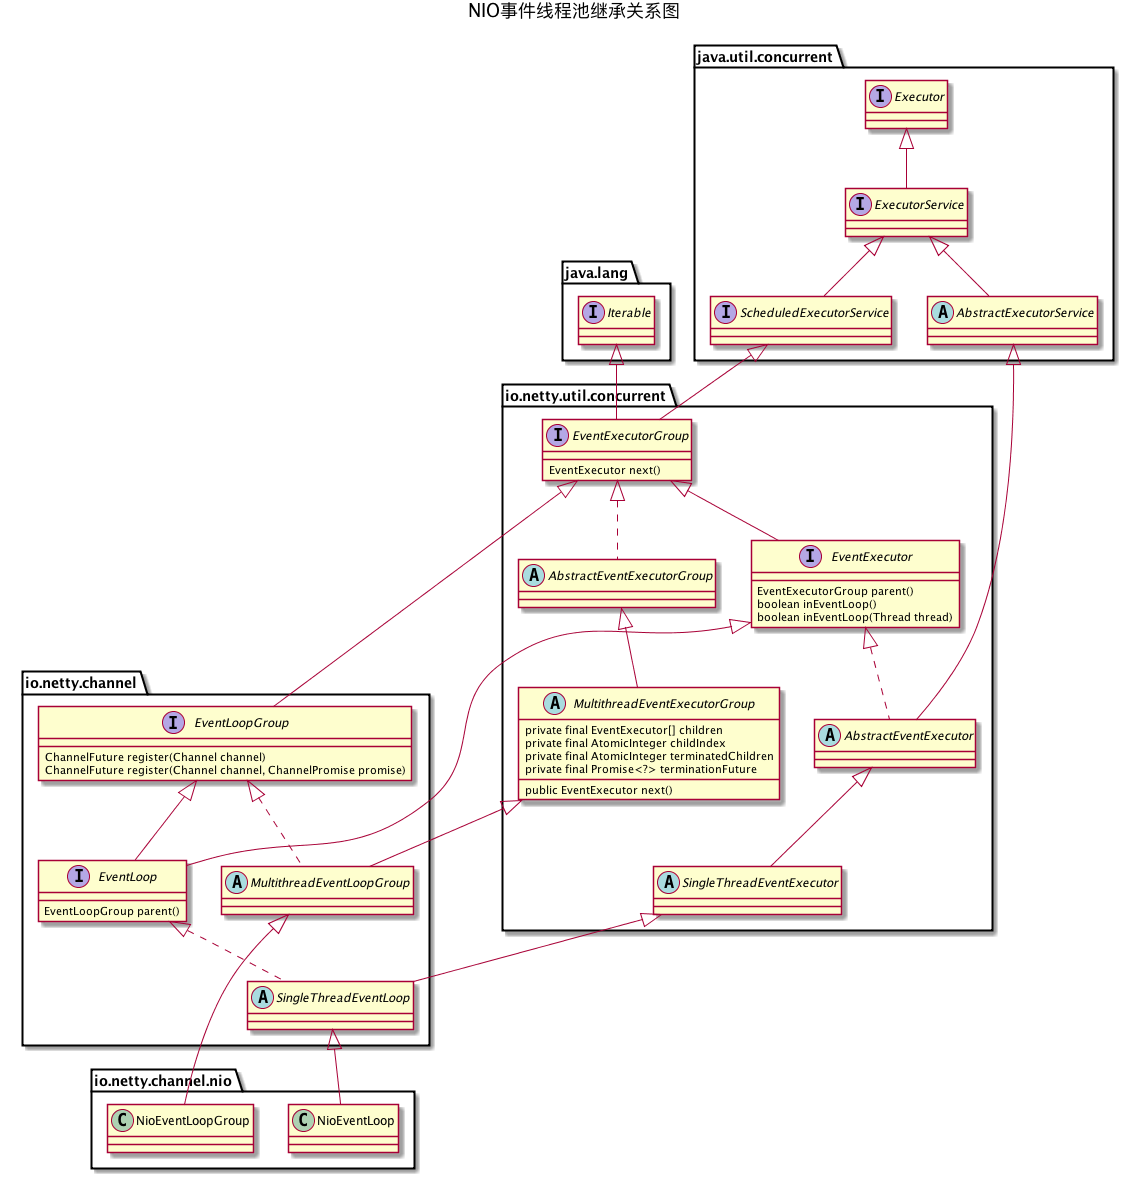 NIO事件线程池继承关系图
java.util.concurrent
I Executor
I ExecutorService
java.lang
I Iterable
I ScheduledExecutorService
A AbstractExecutorService
io.netty.util.concurrent
I EventExecutorGroup
EventExecutor next()
A AbstractEventExecutorGroup
I EventExecutor
EventExecutorGroup parent()
boolean inEventLoop()
boolean inEventLoop(Thread thread)
io.netty.channel
I EventLoopGroup
ChannelFuture register(Channel channel)
ChannelFuture register(Channel channel, ChannelPromise promise)
A MultithreadEventExecutorGroup
private final EventExecutor[] children
private final AtomicInteger childIndex
private final AtomicInteger terminatedChildren
private final Promise<?> terminationFuture
public EventExecutor next()
A AbstractEventExecutor
I EventLoop
EventLoopGroup parent()
A MultithreadEventLoopGroup
A SingleThreadEventExecutor
A SingleThreadEventLoop
io.netty.channel.nio
C NioEventLoopGroup
C NioEventLoop